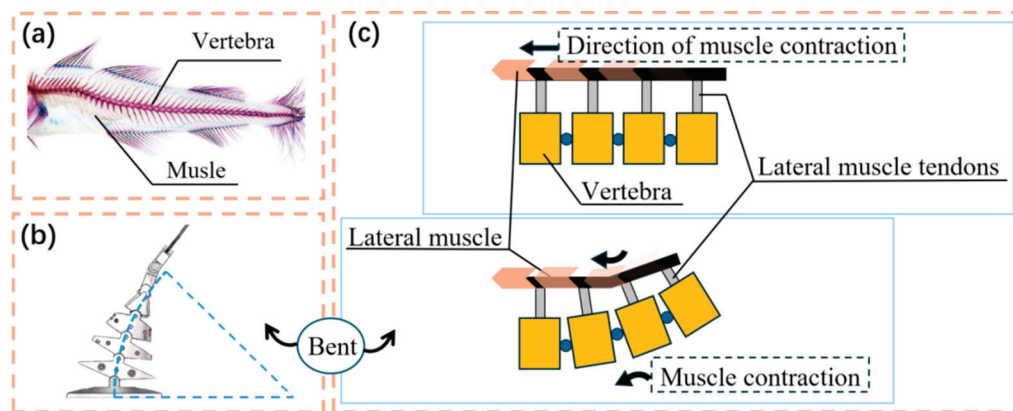 (a)
Vertebra
Musle
(b)
Bent
(c)
Direction of muscle contraction
Vertebra
Lateral muscle tendons
Lateral muscle
Muscle contraction